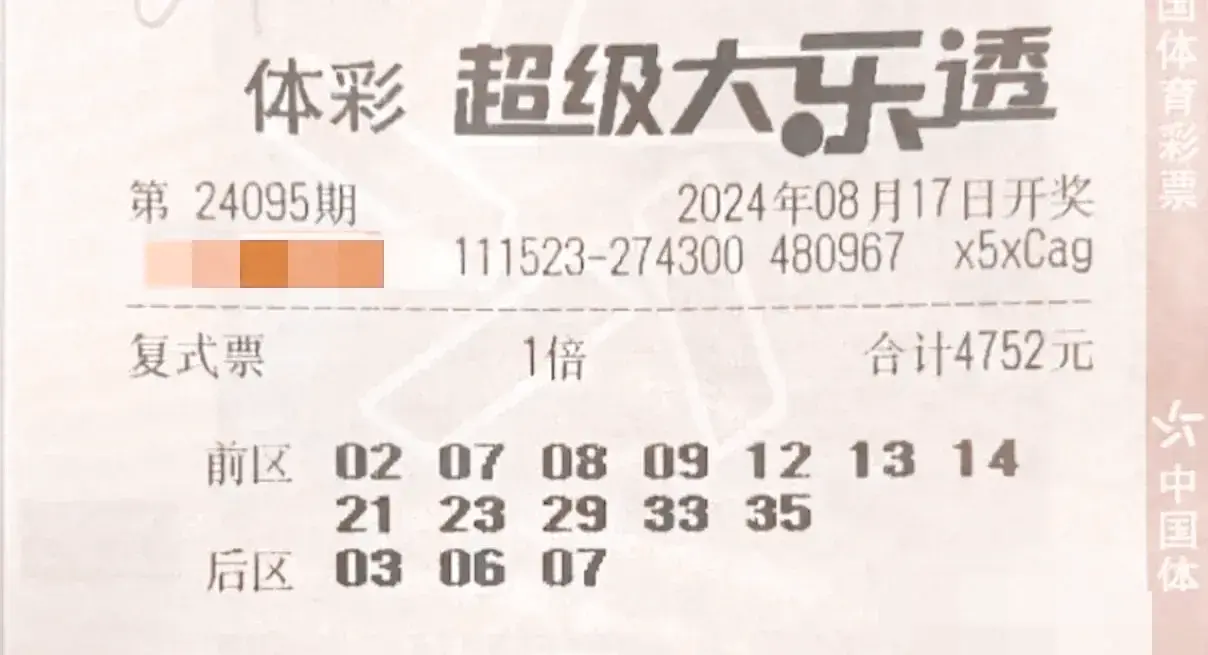 体彩 超级大乐透
第 24095期 2024年08月17日开奖
111523-274300 480967 x5xCag
复式票 1倍 合计4752元
前区 02 07 08 09 12 13 14
21 23 29 33 35
后区 03 06 07
国体育彩票
中国体